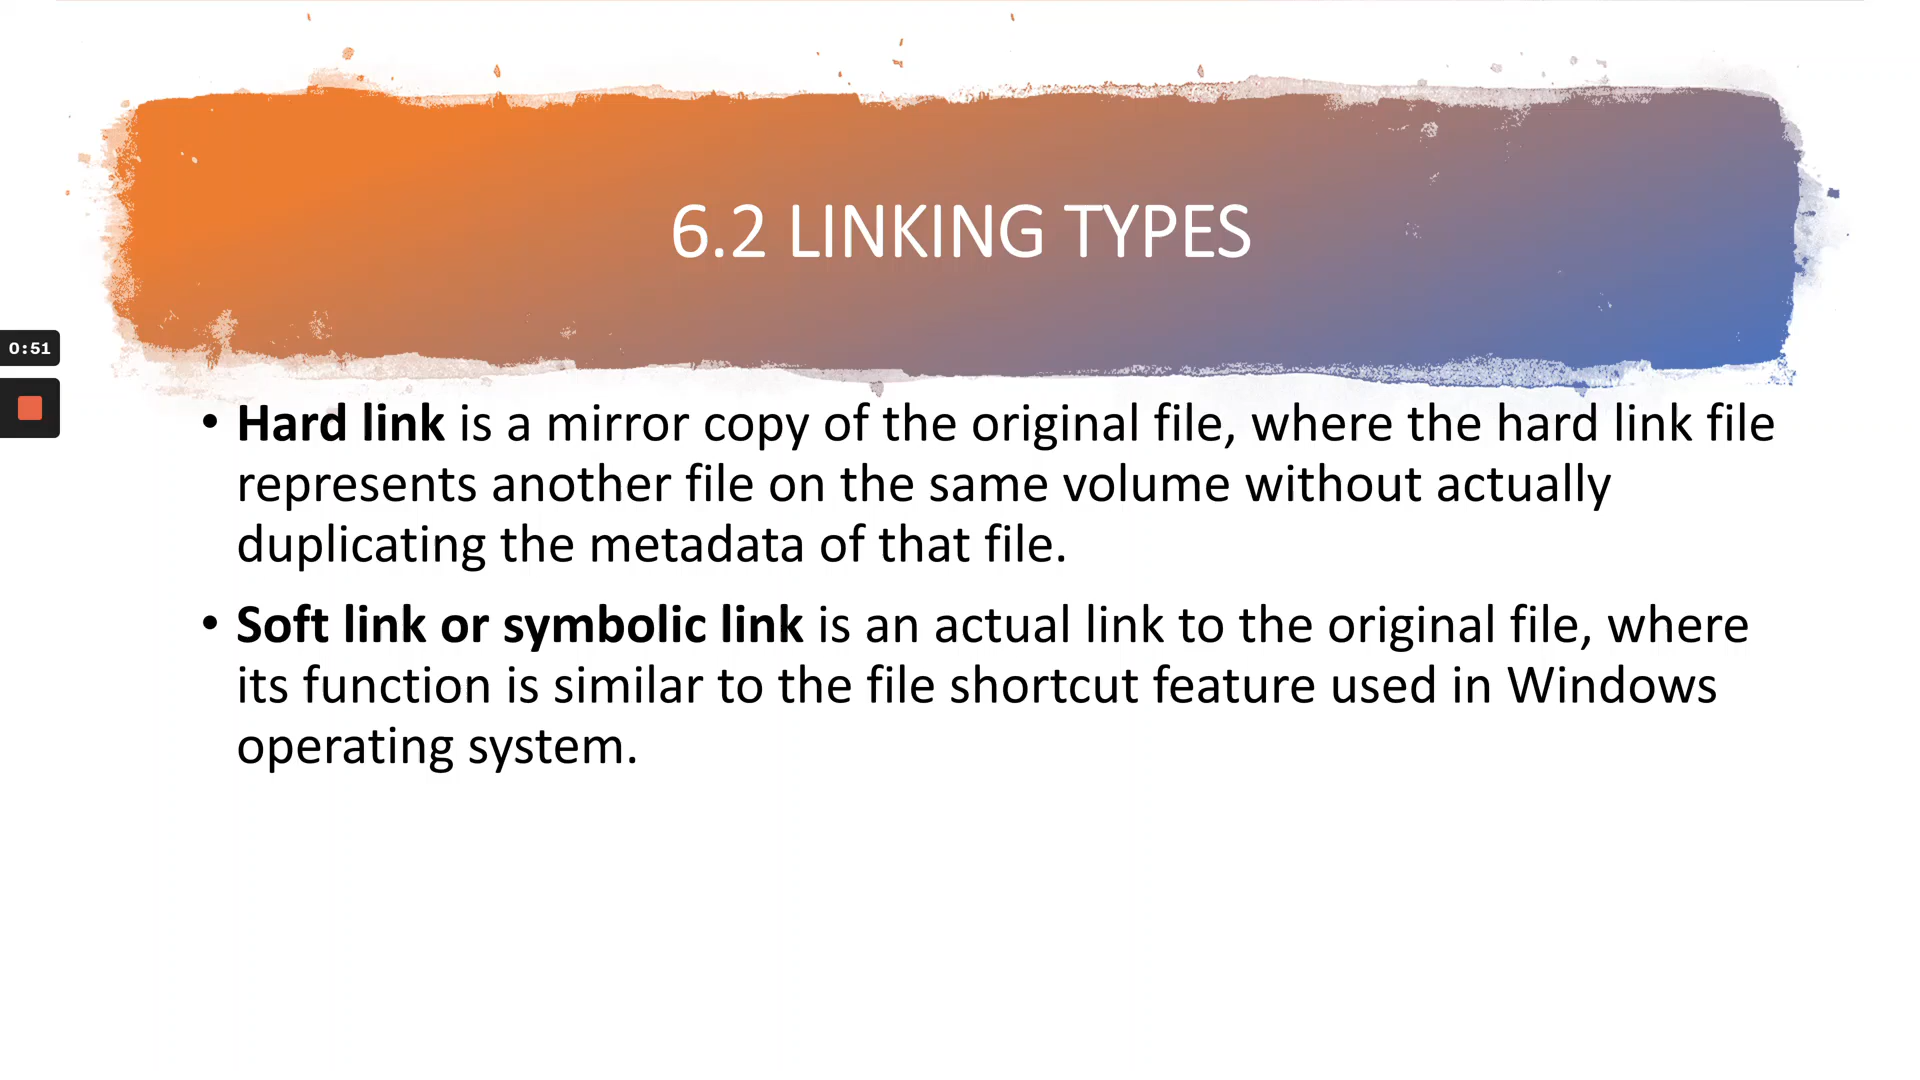 6.2 LINKING TYPES
0:51
• Hard link is a mirror copy of the original file, where the hard link file
represents another file on the same volume without actually
duplicating the metadata of that file.
• Soft link or symbolic link is an actual link to the original file, where
its function is similar to the file shortcut feature used in Windows
operating system.